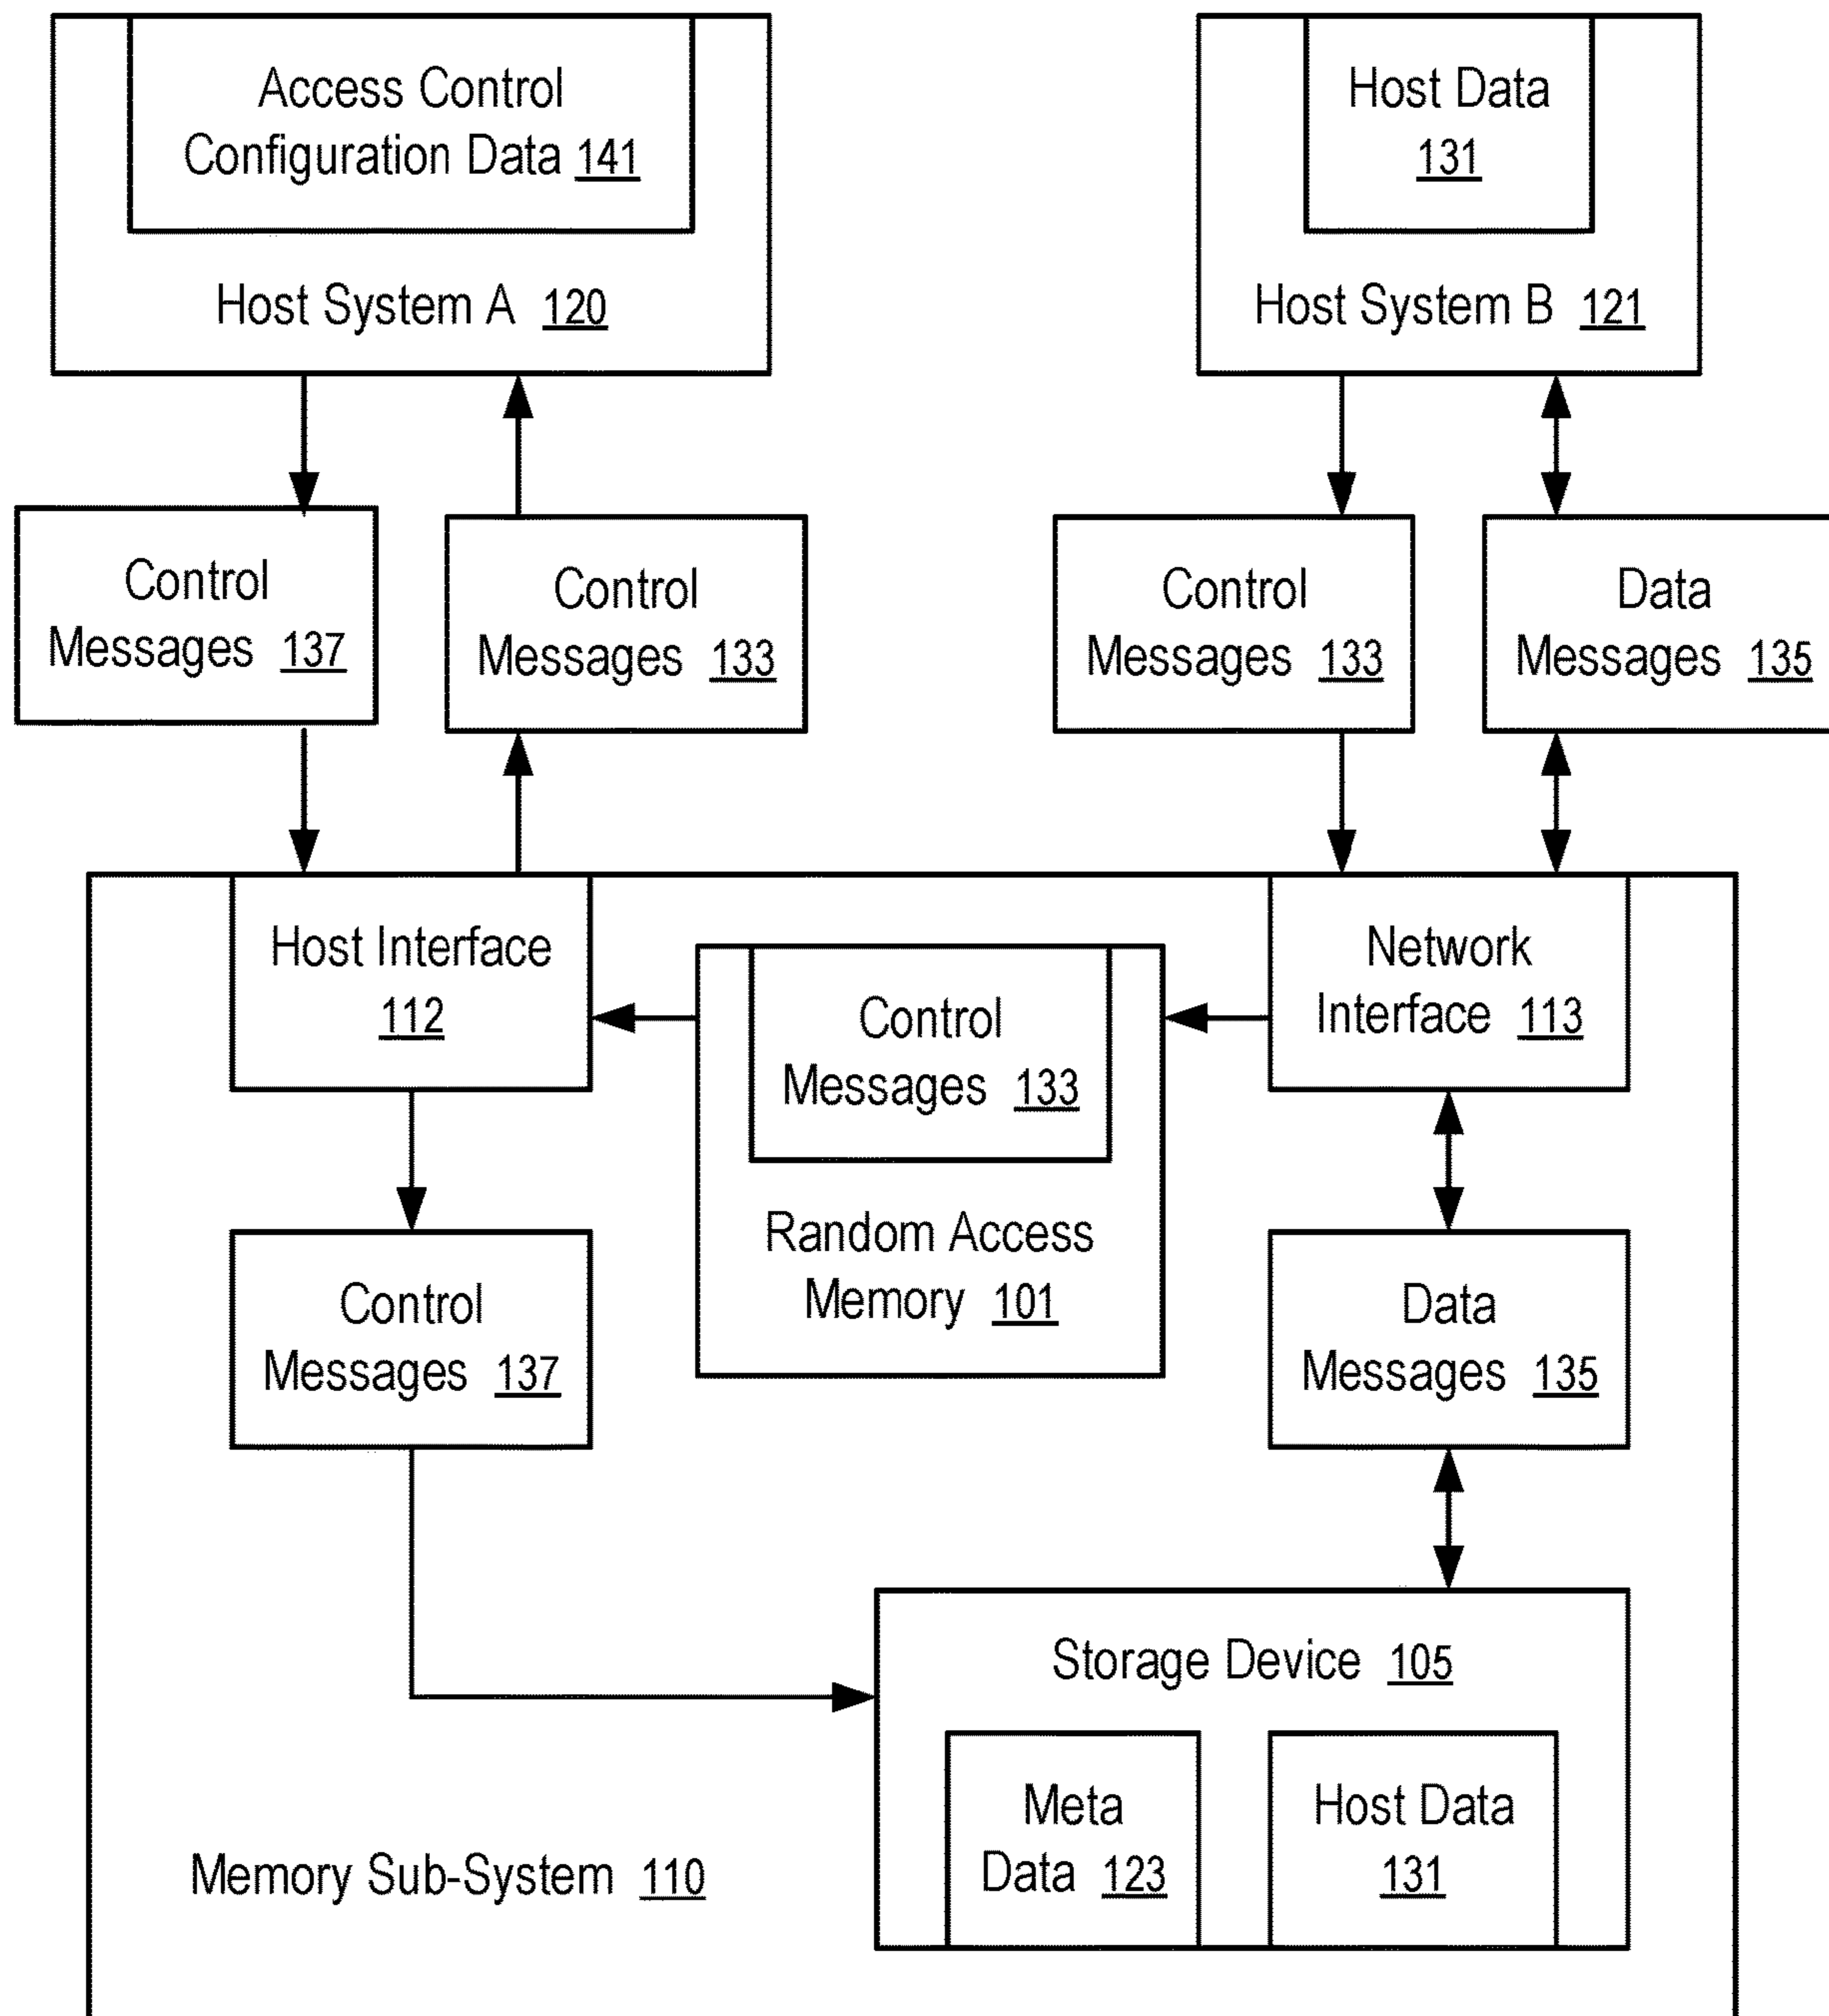 Access Control
Configuration Data 141
Host System A 120
Host Data
131
Host System B 121
Control
Messages 137
Control
Messages 133
Control
Messages 133
Data
Messages 135
Host Interface
112
Control
Messages 133
Random Access
Memory 101
Network
Interface 113
Control
Messages 137
Data
Messages 135
Storage Device 105
Meta
Data 123
Host Data
131
Memory Sub-System 110